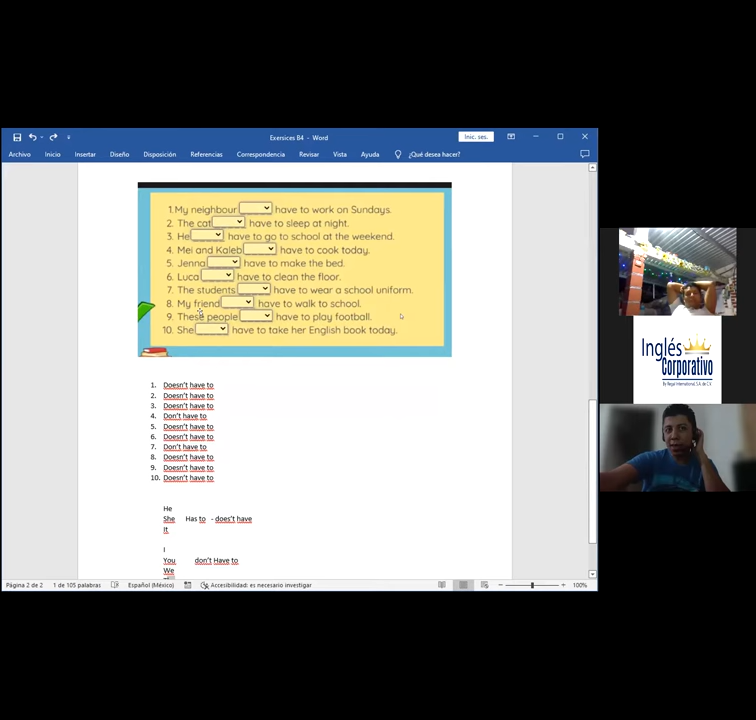 Exersices B4 - Word
Inic. ses.
Archivo Inicio Insertar Diseño Disposición Referencias Correspondencia Revisar Vista Ayuda ¿Qué desea hacer?
1.My neighbour have to work on Sundays.
2. The cat have to sleep at night.
3. He have to go to school at the weekend.
4. Mei and Kaleb have to cook today.
5. Jenna have to make the bed.
6. Luca have to clean the floor.
7. The students have to wear a school uniform.
8. My friend have to walk to school.
9. These people have to play football.
10. She have to take her English book today.
1. Doesn't have to
2. Doesn't have to
3. Doesn't have to
4. Don't have to
5. Doesn't have to
6. Doesn't have to
7. Don't have to
8. Doesn't have to
9. Doesn't have to
10. Doesn't have to
He
She Has to - does't have
It
I
You don't Have to
We
Página 2 de 2 1 de 105 palabras Español (México) Accesibilidad: es necesario investigar 100%
Inglés
Corporativo
By Regal International S.A. de C.V.